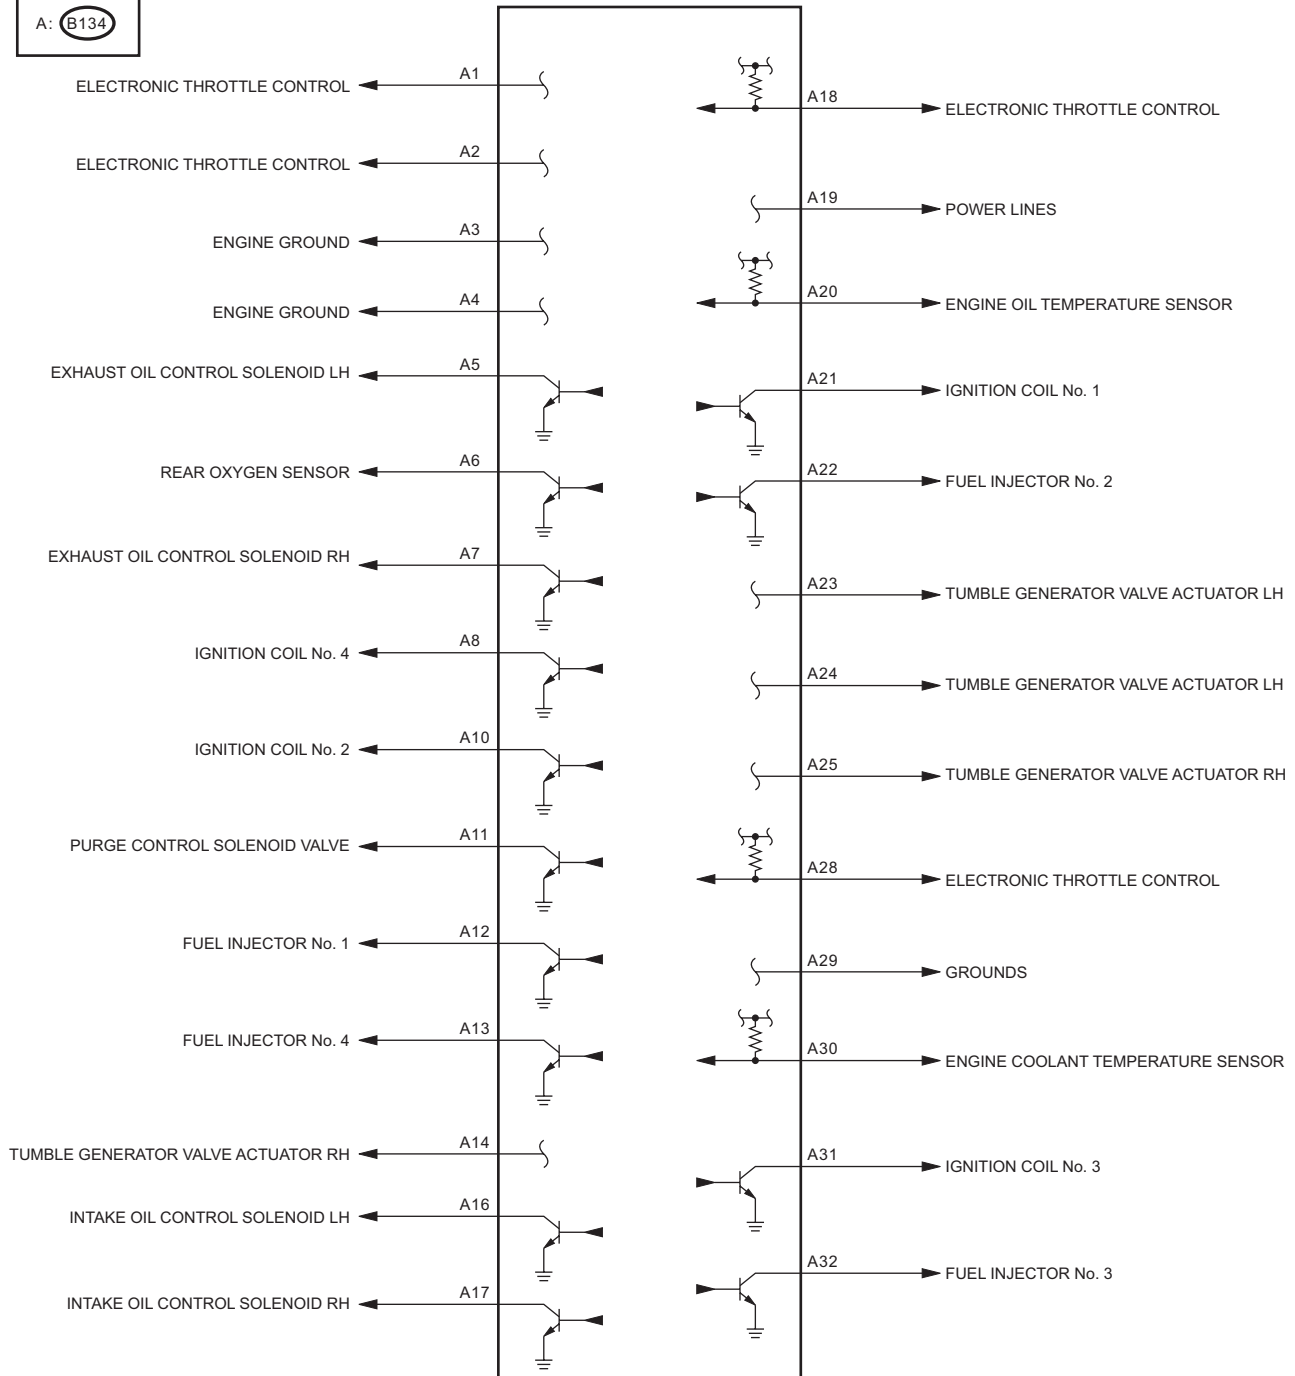 A: B134
A1
ELECTRONIC THROTTLE CONTROL
A2
ELECTRONIC THROTTLE CONTROL
A3
ENGINE GROUND
A4
ENGINE GROUND
A5
EXHAUST OIL CONTROL SOLENOID LH
A6
REAR OXYGEN SENSOR
A7
EXHAUST OIL CONTROL SOLENOID RH
A8
IGNITION COIL No. 4
A10
IGNITION COIL No. 2
A11
PURGE CONTROL SOLENOID VALVE
A12
FUEL INJECTOR No. 1
A13
FUEL INJECTOR No. 4
A14
TUMBLE GENERATOR VALVE ACTUATOR RH
A16
INTAKE OIL CONTROL SOLENOID LH
A17
INTAKE OIL CONTROL SOLENOID RH
A18
ELECTRONIC THROTTLE CONTROL
A19
POWER LINES
A20
ENGINE OIL TEMPERATURE SENSOR
A21
IGNITION COIL No. 1
A22
FUEL INJECTOR No. 2
A23
TUMBLE GENERATOR VALVE ACTUATOR LH
A24
TUMBLE GENERATOR VALVE ACTUATOR LH
A25
TUMBLE GENERATOR VALVE ACTUATOR RH
A28
ELECTRONIC THROTTLE CONTROL
A29
GROUNDS
A30
ENGINE COOLANT TEMPERATURE SENSOR
A31
IGNITION COIL No. 3
A32
FUEL INJECTOR No. 3